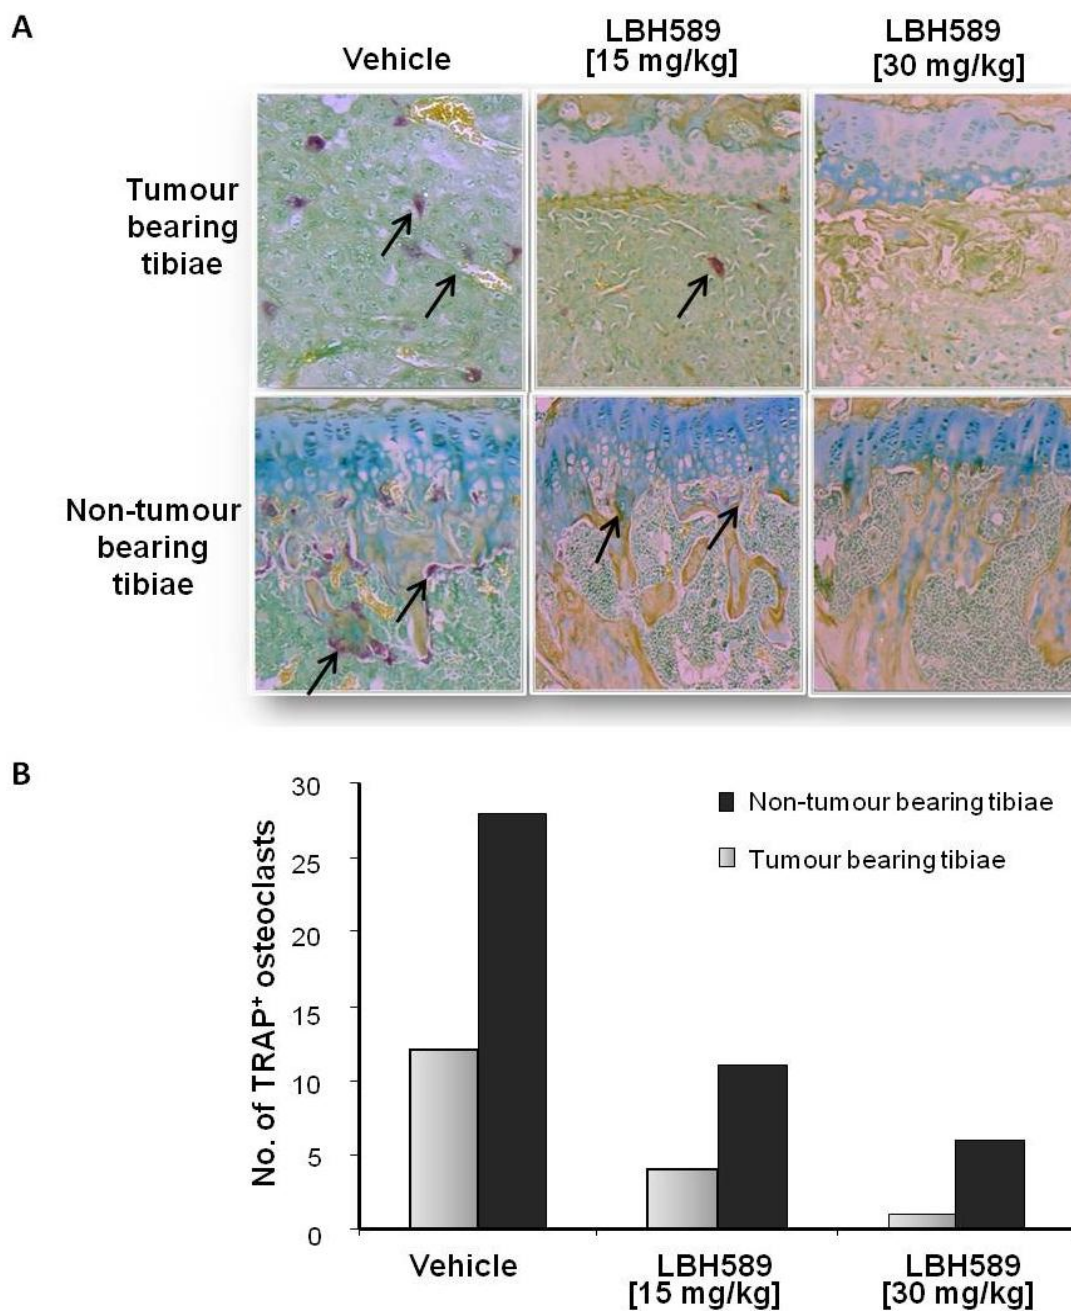 A
Vehicle
LBH589
[15 mg/kg]
LBH589
[30 mg/kg]
Tumour
bearing
tibiae
Non-tumour
bearing
tibiae
B
No. of TRAP⁺ osteoclasts
30
25
20
15
10
5
0
Non-tumour bearing tibiae
Tumour bearing tibiae
Vehicle
LBH589
[15 mg/kg]
LBH589
[30 mg/kg]